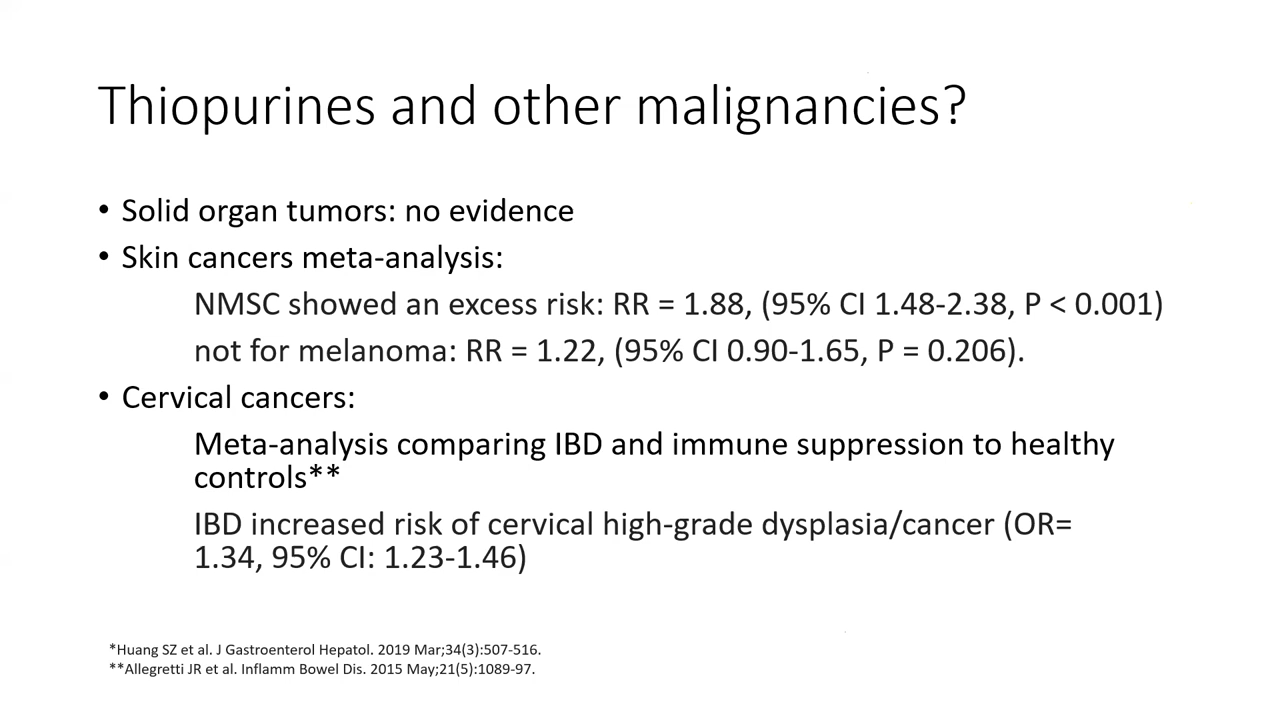 Thiopurines and other malignancies?
• Solid organ tumors: no evidence
• Skin cancers meta-analysis:
NMSC showed an excess risk: RR = 1.88, (95% CI 1.48-2.38, P < 0.001)
not for melanoma: RR = 1.22, (95% CI 0.90-1.65, P = 0.206).
• Cervical cancers:
Meta-analysis comparing IBD and immune suppression to healthy
controls**
IBD increased risk of cervical high-grade dysplasia/cancer (OR=
1.34, 95% CI: 1.23-1.46)
*Huang SZ et al. J Gastroenterol Hepatol. 2019 Mar;34(3):507-516.
**Allegretti JR et al. Inflamm Bowel Dis. 2015 May;21(5):1089-97.